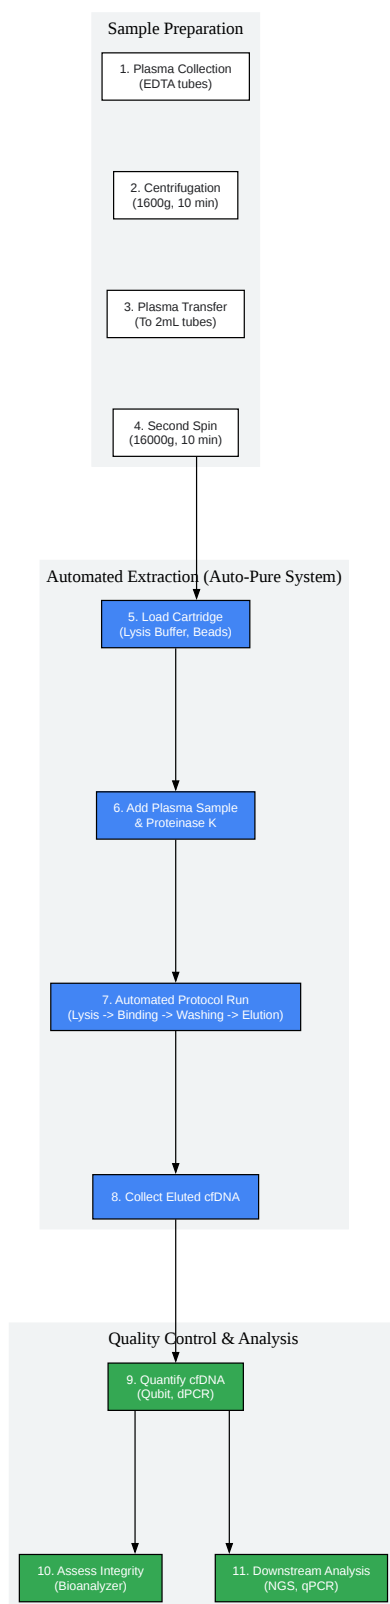 Sample Preparation
1. Plasma Collection
(EDTA tubes)
2. Centrifugation
(1600g, 10 min)
3. Plasma Transfer
(To 2mL tubes)
4. Second Spin
(16000g, 10 min)
Automated Extraction (Auto-Pure System)
5. Load Cartridge
(Lysis Buffer, Beads)
6. Add Plasma Sample
& Proteinase K
7. Automated Protocol Run
(Lysis -> Binding -> Washing -> Elution)
8. Collect Eluted cfDNA
Quality Control & Analysis
9. Quantify cfDNA
(Qubit, dPCR)
10. Assess Integrity
(Bioanalyzer)
11. Downstream Analysis
(NGS, qPCR)